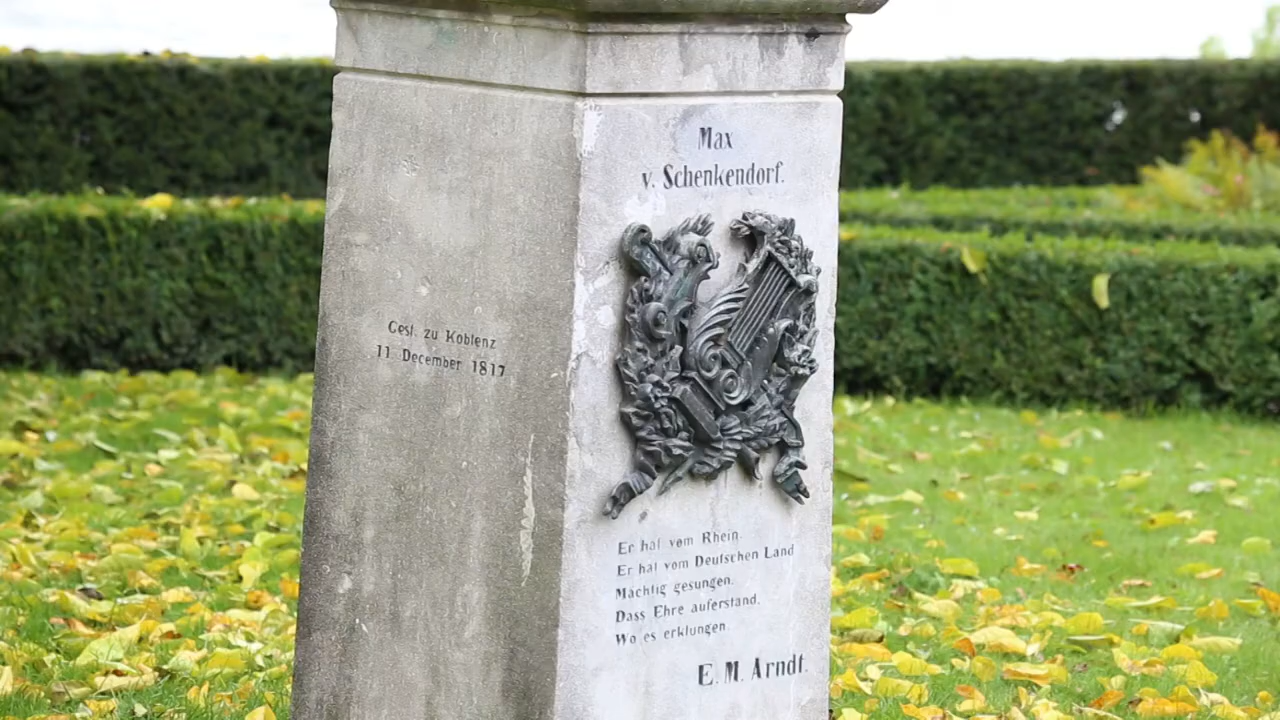 Max
v. Schenkendorf.
Gest. zu Koblenz
11 December 1817
Er hat vom Rhein.
Er hat vom Deutschen Land
Mächtig gesungen.
Dass Ehre auferstand,
Wo es erklungen.
E. M. Arndt.